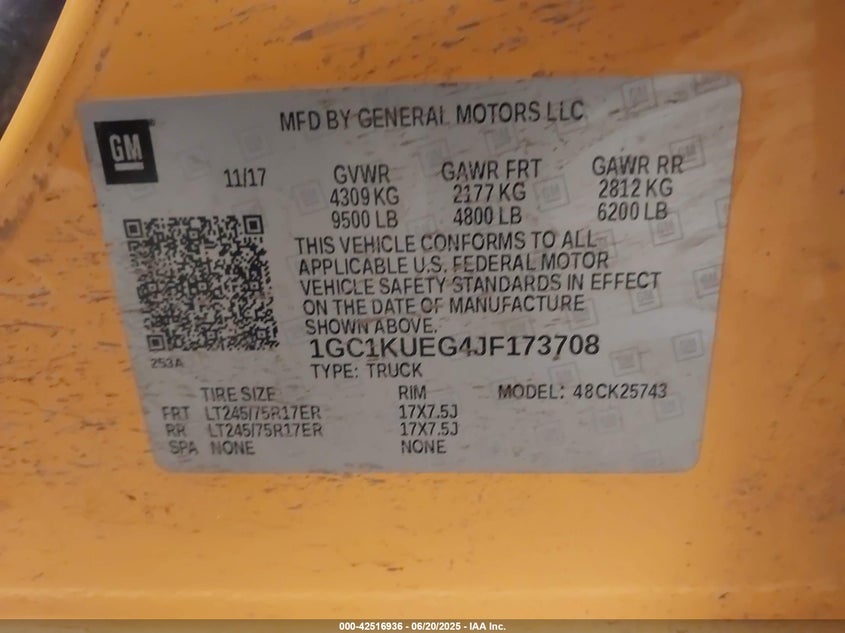 MFD BY GENERAL MOTORS LLC
GM
11/17 GVWR GAWR FRT GAWR RR
4309 KG 2177 KG 2812 KG
9500 LB 4800 LB 6200 LB
THIS VEHICLE CONFORMS TO ALL
APPLICABLE U.S. FEDERAL MOTOR
VEHICLE SAFETY STANDARDS IN EFFECT
ON THE DATE OF MANUFACTURE
SHOWN ABOVE.
253A
1GC1KUEG4JF173708
TYPE: TRUCK
TIRE SIZE RIM MODEL: 48CK25743
FRT LT245/75R17ER 17X7.5J
RR LT245/75R17ER 17X7.5J
SPA NONE NONE
000-42516936 - 06/20/2025 - IAA Inc.